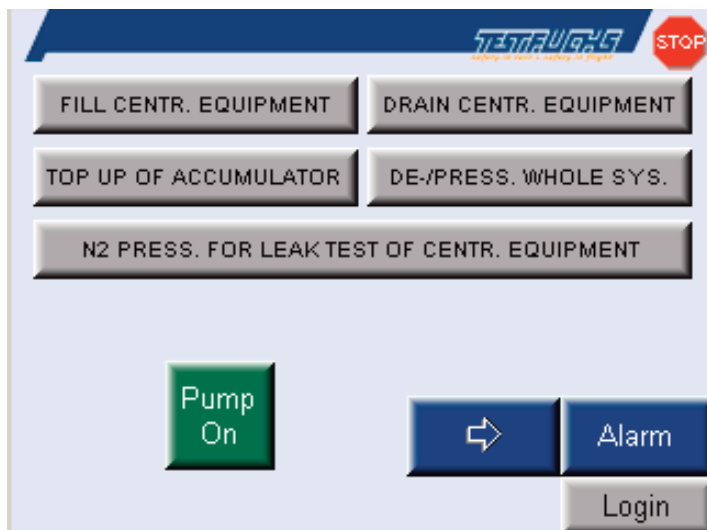 STOP
FILL CENTR. EQUIPMENT
DRAIN CENTR. EQUIPMENT
TOP UP OF ACCUMULATOR
DE-/PRESS. WHOLE SYS.
N2 PRESS. FOR LEAK TEST OF CENTR. EQUIPMENT
Pump
On
Alarm
Login